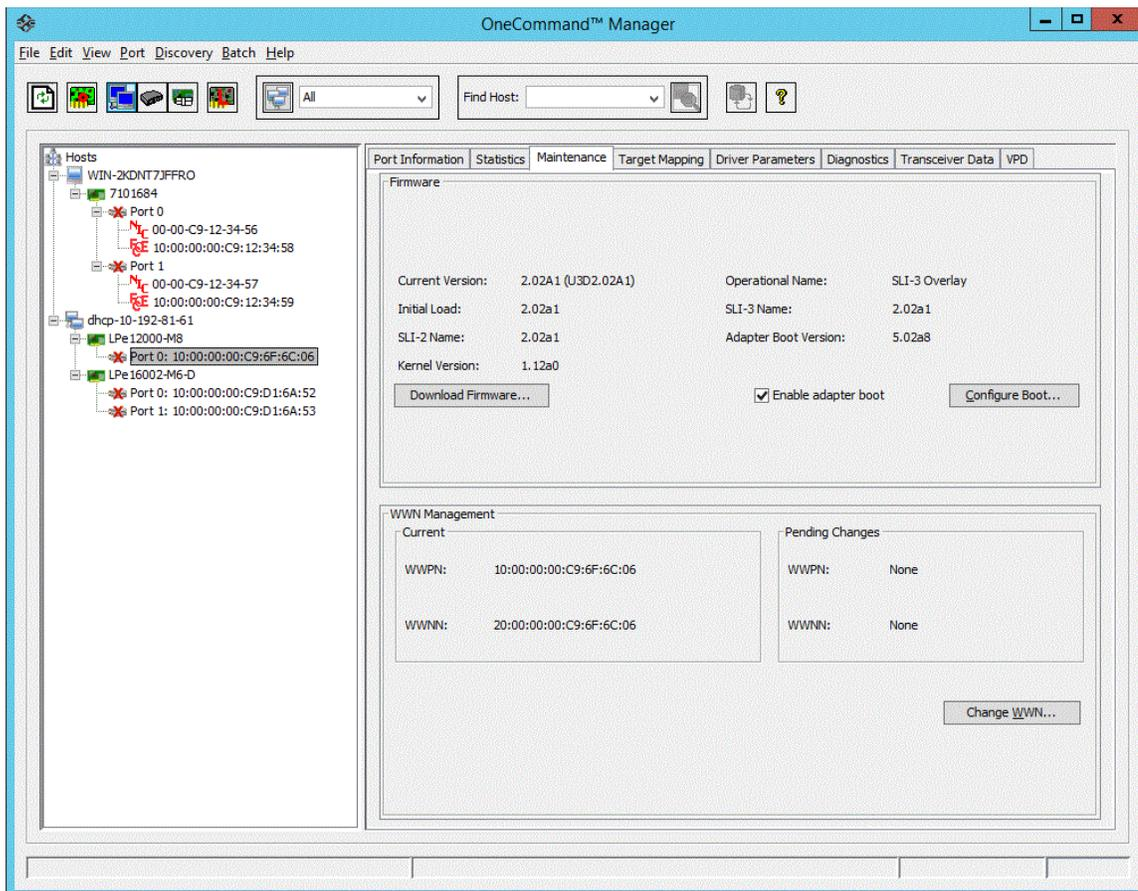 OneCommand™ Manager
File Edit View Port Discovery Batch Help
All
Find Host:
Hosts
WIN-2KDNT7JFFRO
7101684
Port 0
NIC 00-00-C9-12-34-56
FCoE 10:00:00:00:C9:12:34:58
Port 1
NIC 00-00-C9-12-34-57
FCoE 10:00:00:00:C9:12:34:59
dhcp-10-192-81-61
LPe12000-M8
Port 0: 10:00:00:00:C9:6F:6C:06
LPe16002-M6-D
Port 0: 10:00:00:00:C9:D1:6A:52
Port 1: 10:00:00:00:C9:D1:6A:53
Port Information Statistics Maintenance Target Mapping Driver Parameters Diagnostics Transceiver Data VPD
Firmware
Current Version: 2.02A1 (U3D2.02A1) Operational Name: SLI-3 Overlay
Initial Load: 2.02a1 SLI-3 Name: 2.02a1
SLI-2 Name: 2.02a1 Adapter Boot Version: 5.02a8
Kernel Version: 1.12a0
Download Firmware... Enable adapter boot Configure Boot...
WWN Management
Current Pending Changes
WWPN: 10:00:00:00:C9:6F:6C:06 WWPN: None
WWNN: 20:00:00:00:C9:6F:6C:06 WWNN: None
Change WWN...